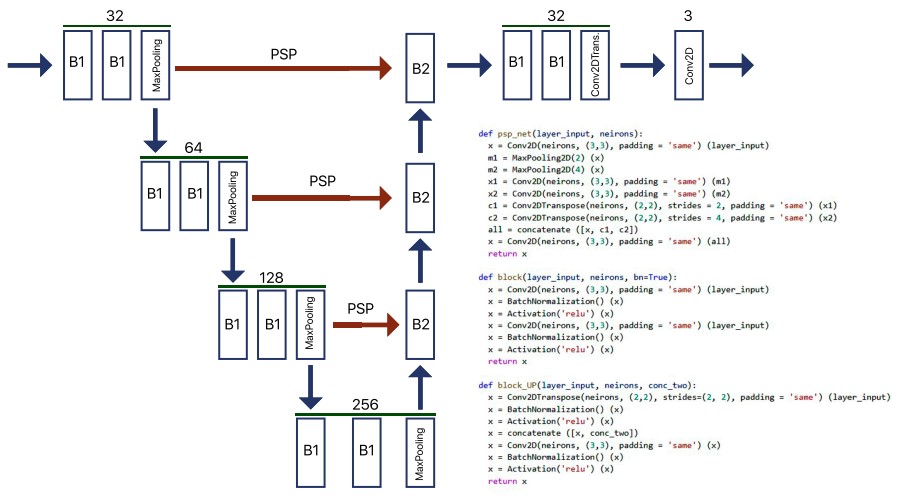 32
B1
B1
MaxPooling
PSP
B2
32
B1
B1
Conv2DTrans.
3
Conv2D
64
B1
B1
MaxPooling
PSP
B2
128
B1
B1
MaxPooling
PSP
B2
256
B1
B1
MaxPooling
def psp_net(layer_input, neirons):
x = Conv2D(neirons, (3,3), padding = 'same') (layer_input)
m1 = MaxPooling2D(2) (x)
m2 = MaxPooling2D(4) (x)
x1 = Conv2D(neirons, (3,3), padding = 'same') (m1)
x2 = Conv2D(neirons, (3,3), padding = 'same') (m2)
c1 = Conv2DTranspose(neirons, (2,2), strides = 2, padding = 'same') (x1)
c2 = Conv2DTranspose(neirons, (2,2), strides = 4, padding = 'same') (x2)
all = concatenate ([x, c1, c2])
x = Conv2D(neirons, (3,3), padding = 'same') (all)
return x
def block(layer_input, neirons, bn=True):
x = Conv2D(neirons, (3,3), padding = 'same') (layer_input)
x = BatchNormalization() (x)
x = Activation('relu') (x)
x = Conv2D(neirons, (3,3), padding = 'same') (layer_input)
x = BatchNormalization() (x)
x = Activation('relu') (x)
return x
def block_UP(layer_input, neirons, conc_two):
x = Conv2DTranspose(neirons, (2,2), strides=(2, 2), padding = 'same') (layer_input)
x = BatchNormalization() (x)
x = Activation('relu') (x)
x = concatenate ([x, conc_two])
x = Conv2D(neirons, (3,3), padding = 'same') (x)
x = BatchNormalization() (x)
x = Activation('relu') (x)
return x